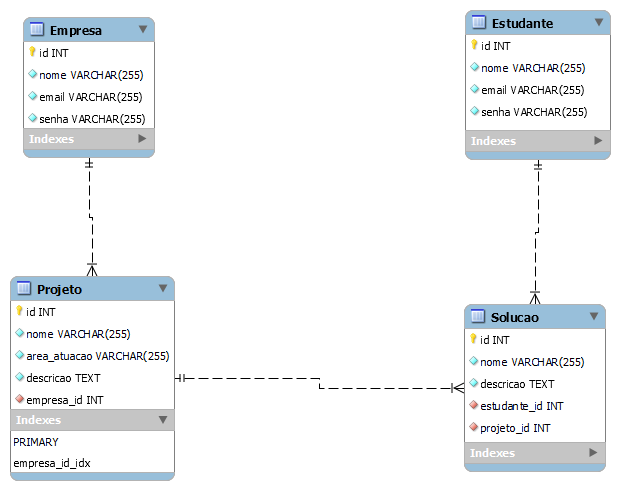 Empresa
id INT
nome VARCHAR(255)
email VARCHAR(255)
senha VARCHAR(255)
Indexes
Estudante
id INT
nome VARCHAR(255)
email VARCHAR(255)
senha VARCHAR(255)
Indexes
Projeto
id INT
nome VARCHAR(255)
area_atuacao VARCHAR(255)
descricao TEXT
empresa_id INT
Indexes
PRIMARY
empresa_id_idx
Solucao
id INT
nome VARCHAR(255)
descricao TEXT
estudante_id INT
projeto_id INT
Indexes